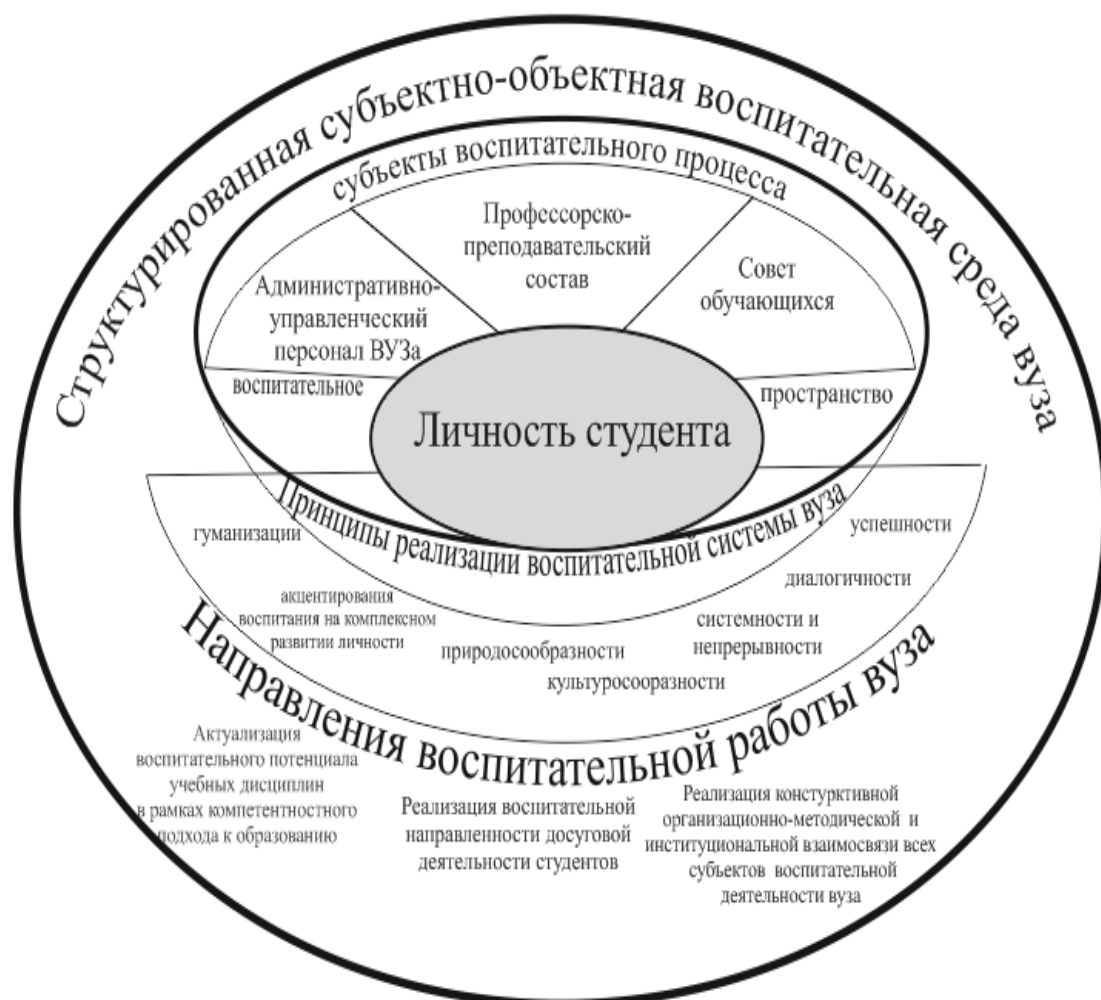 Структурированная субъектно-объектная воспитательная среда вуза
субъекты воспитательного процесса
Административно-
управленческий
персонал ВУЗа
Профессорско-
преподавательский
состав
Совет
обучающихся
воспитательное
пространство
Личность студента
Принципы реализации воспитательной системы вуза
гуманизации
акцентирования
воспитания на комплексном
развитии личности
природосообразности
культуросооразности
системности и
непрерывности
диалогичности
успешности
Направления воспитательной работы вуза
Актуализация
воспитательного потенциала
учебных дисциплин
в рамках компетентностного
подхода к образованию
Реализация воспитательной
направленности досуговой
деятельности студентов
Реализация констурктивной
организационно-методической и
институциональной взаимосвязи всех
субъектов воспитательной
деятельности вуза